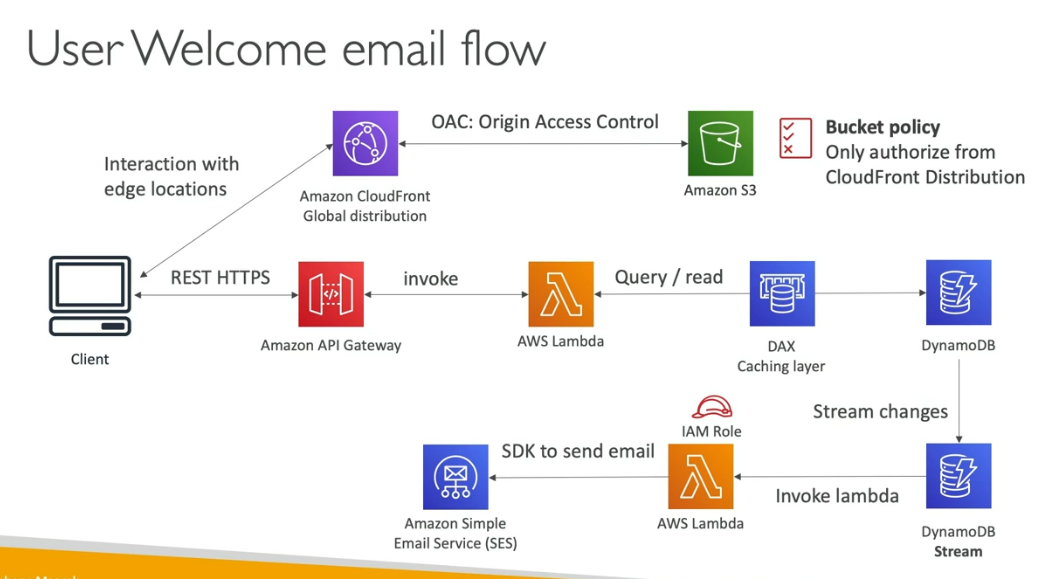 User Welcome email flow
OAC: Origin Access Control
Bucket policy
Only authorize from
CloudFront Distribution
Interaction with
edge locations
Amazon CloudFront
Global distribution
Amazon S3
REST HTTPS
invoke
Query / read
Client
Amazon API Gateway
AWS Lambda
DAX
Caching layer
DynamoDB
Stream changes
IAM Role
SDK to send email
Invoke lambda
Amazon Simple
Email Service (SES)
AWS Lambda
DynamoDB
Stream